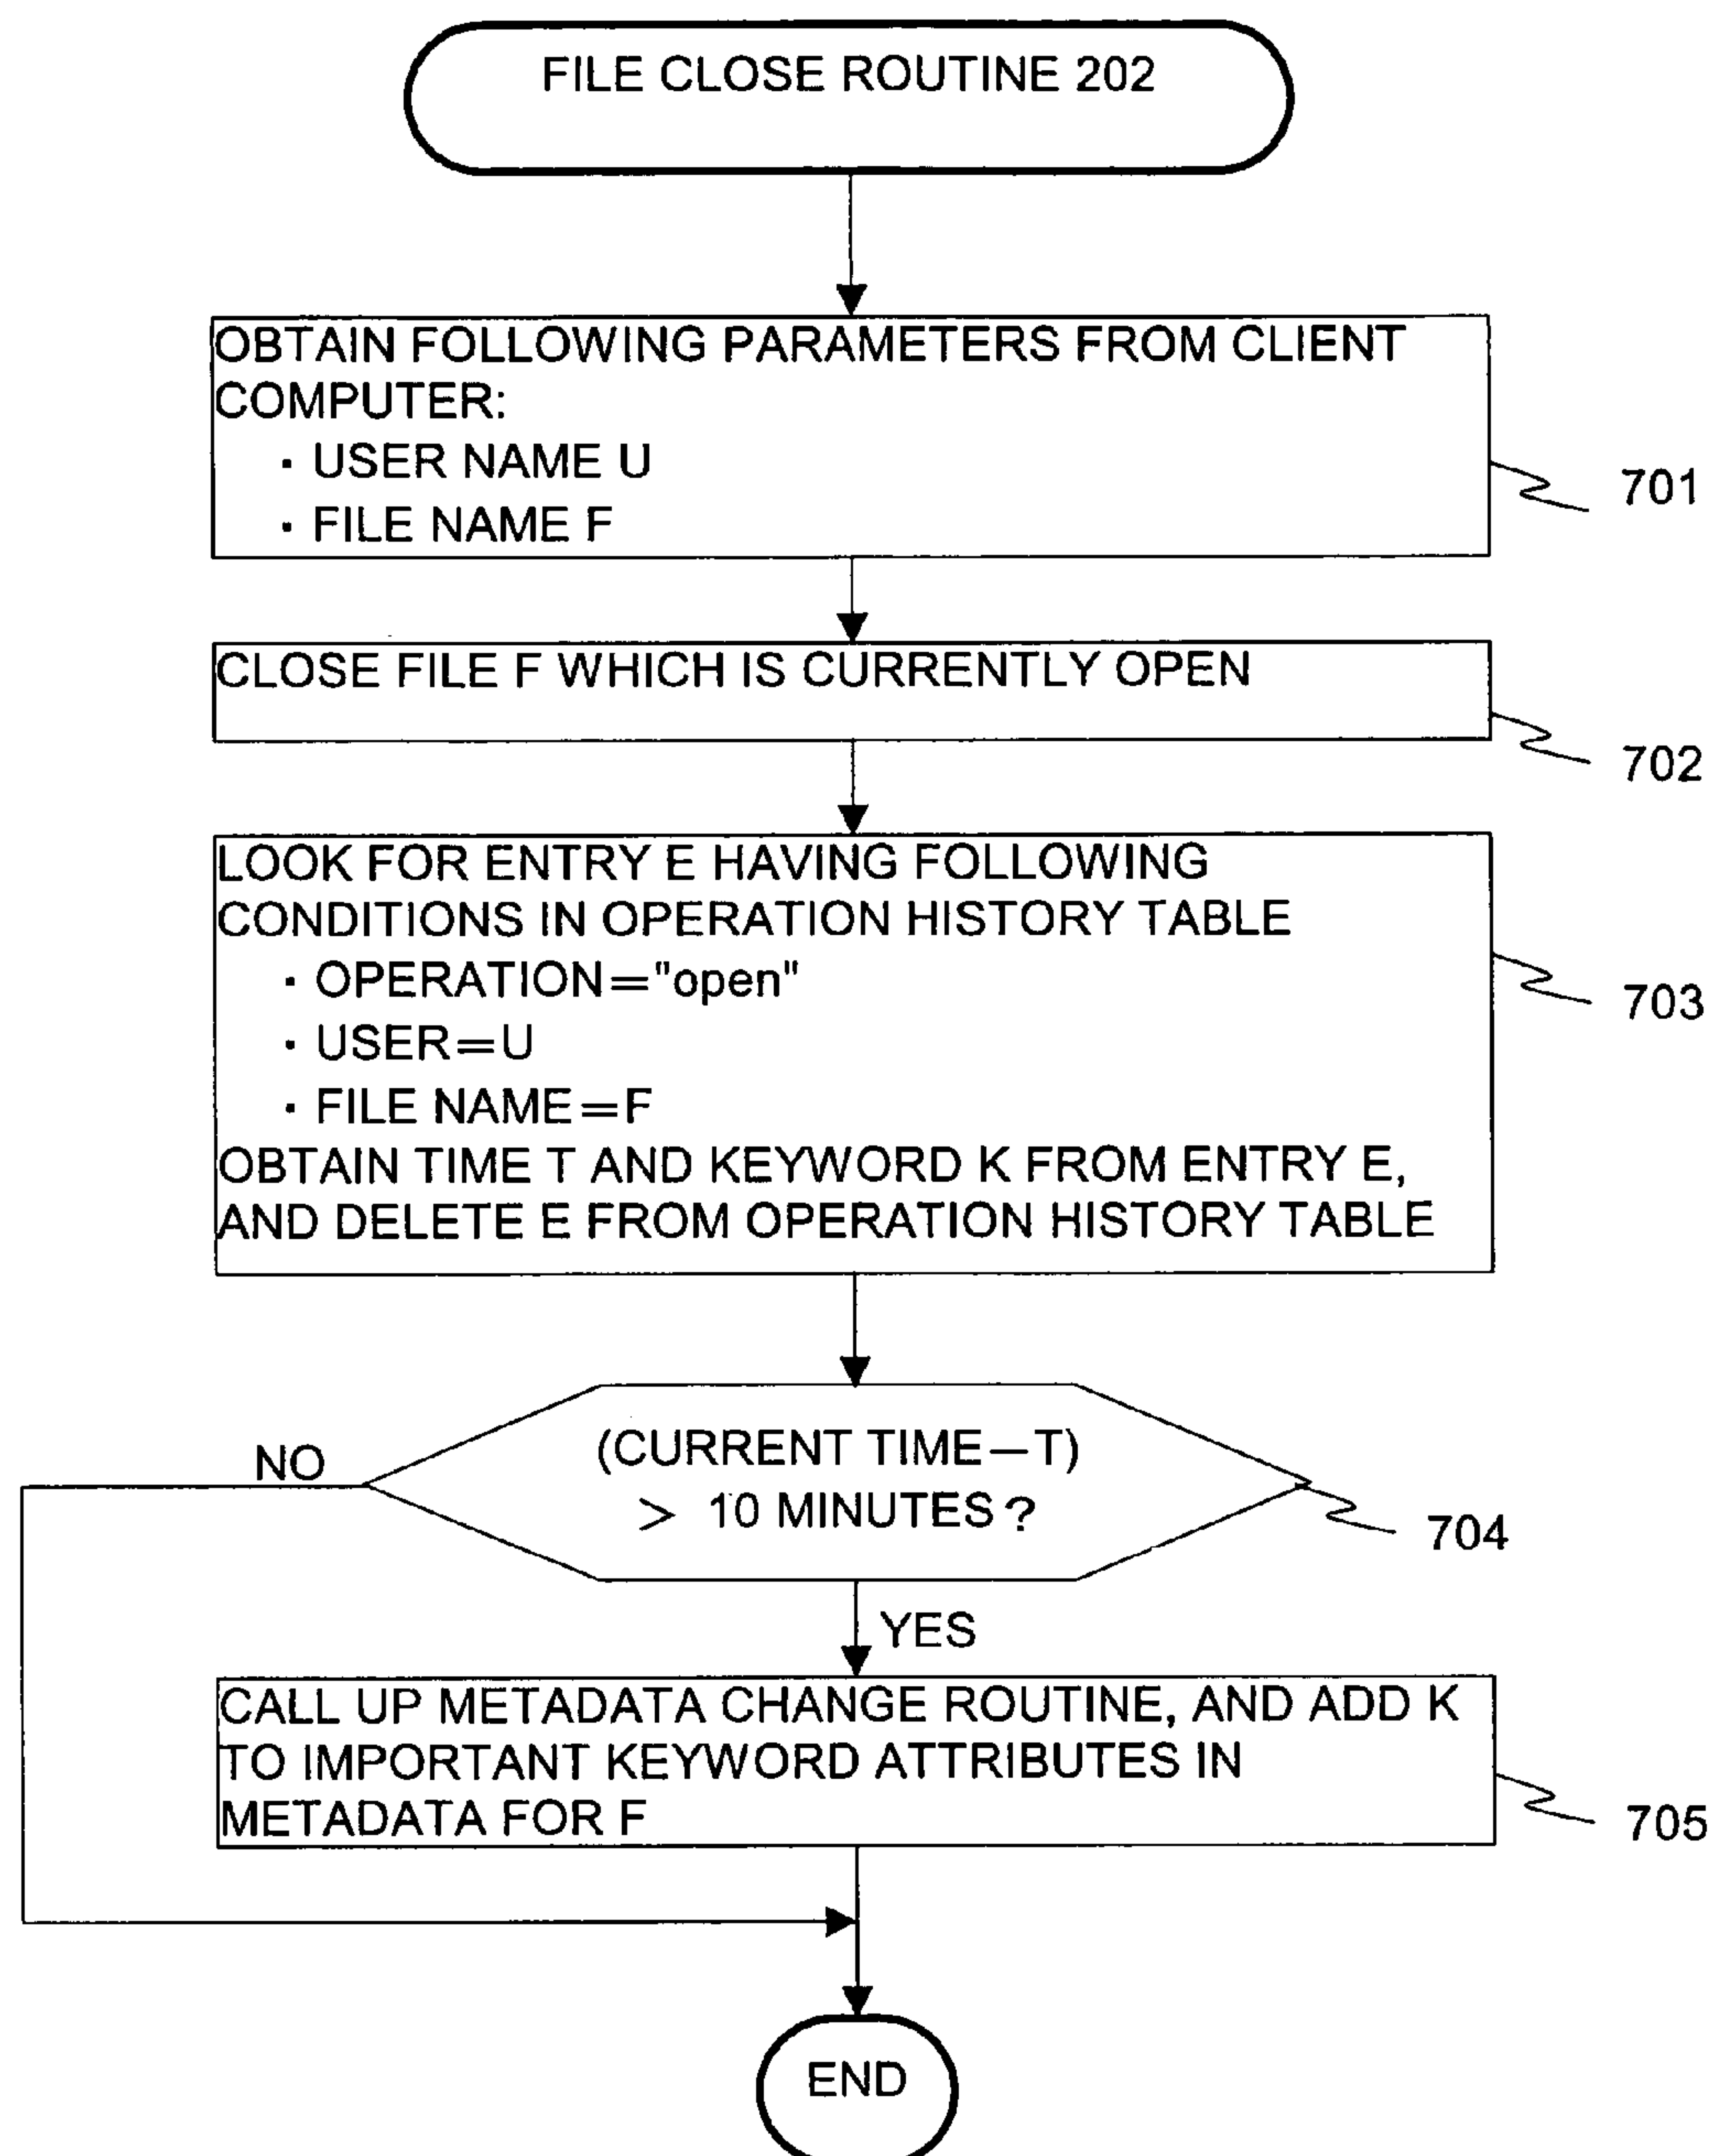 FILE CLOSE ROUTINE 202
OBTAIN FOLLOWING PARAMETERS FROM CLIENT
COMPUTER:
· USER NAME U
· FILE NAME F
701
CLOSE FILE F WHICH IS CURRENTLY OPEN
702
LOOK FOR ENTRY E HAVING FOLLOWING
CONDITIONS IN OPERATION HISTORY TABLE
· OPERATION="open"
· USER=U
· FILE NAME=F
OBTAIN TIME T AND KEYWORD K FROM ENTRY E,
AND DELETE E FROM OPERATION HISTORY TABLE
703
NO
(CURRENT TIME—T)
> 10 MINUTES?
704
YES
CALL UP METADATA CHANGE ROUTINE, AND ADD K
TO IMPORTANT KEYWORD ATTRIBUTES IN
METADATA FOR F
705
END